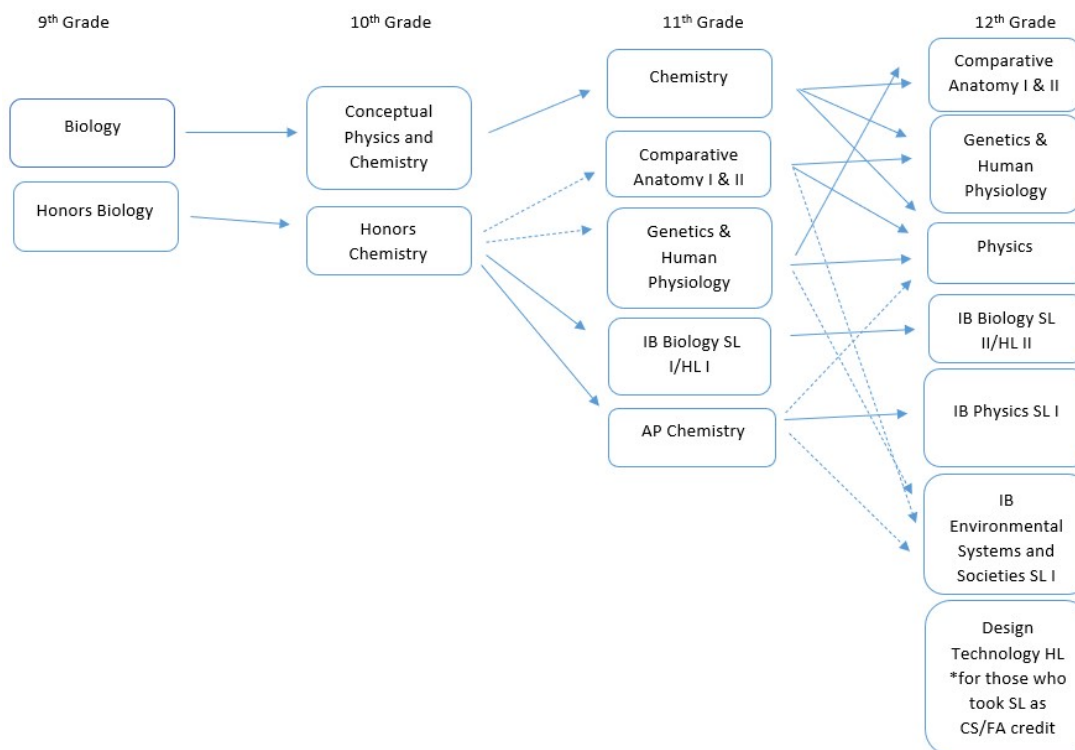 9th Grade
10th Grade
11th Grade
12th Grade
Biology
Honors Biology
Conceptual
Physics and
Chemistry
Honors
Chemistry
Chemistry
Comparative
Anatomy I & II
Genetics &
Human
Physiology
IB Biology SL
I/HL I
AP Chemistry
Comparative
Anatomy I & II
Genetics &
Human
Physiology
Physics
IB Biology SL
II/HL II
IB Physics SL I
IB
Environmental
Systems and
Societies SL I
Design
Technology HL
*for those who
took SL as
CS/FA credit